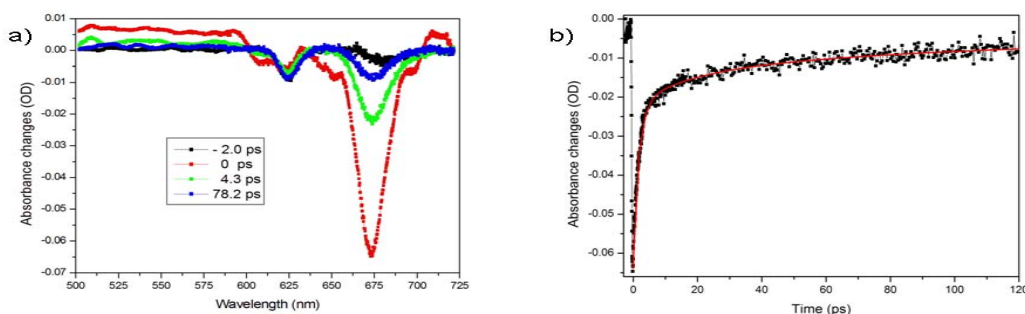 a)
0.01
0.00
-0.01
-0.02
-0.03
-0.04
-0.05
-0.06
-0.07
Absorbance changes (OD)
- 2.0 ps
0 ps
4.3 ps
78.2 ps
500 525 550 575 600 625 650 675 700 725
Wavelength (nm)
b)
0.00
-0.01
-0.02
-0.03
-0.04
-0.05
-0.06
Absorbance changes (OD)
0 20 40 60 80 100 120
Time (ps)